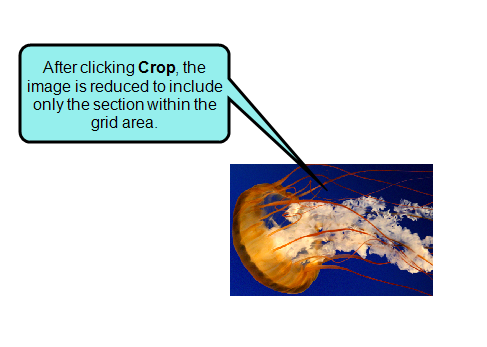 After clicking Crop, the
image is reduced to include
only the section within the
grid area.